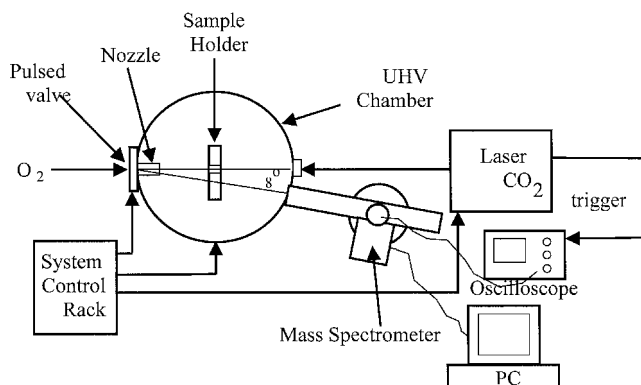 Sample
Holder
Nozzle
Pulsed
valve
UHV
Chamber
O 2
8°
Laser
CO2
trigger
System
Control
Rack
Oscilloscope
Mass Spectrometer
PC